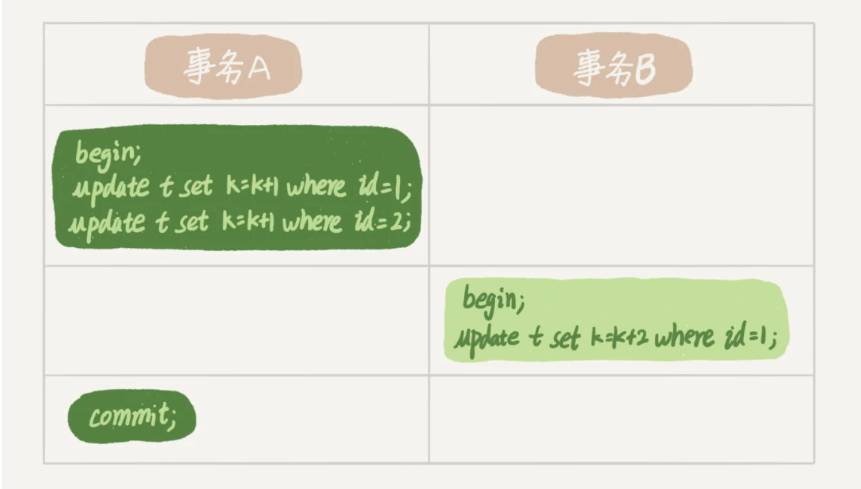 事务A
事务B
begin;
update t set k=k+1 where id=1;
update t set k=k+1 where id=2;
begin;
update t set k=k+2 where id=1;
commit;